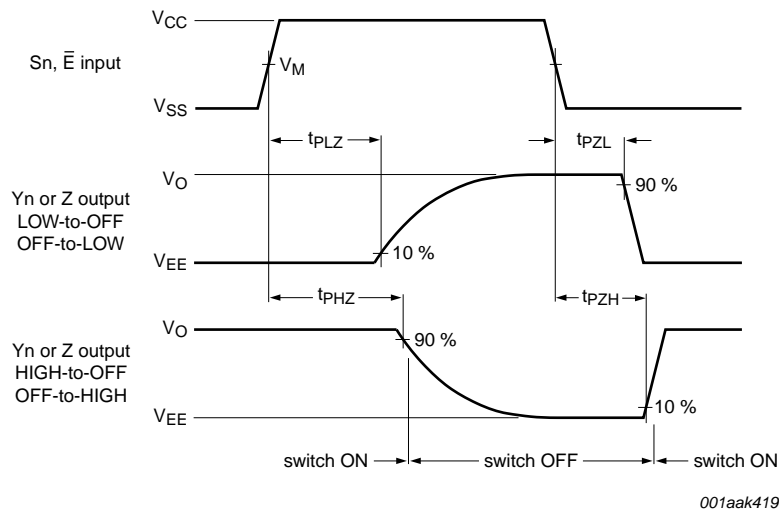 VCC
Sn, E̅ input
VM
VSS
tPLZ
tPZL
VO
90 %
Yn or Z output
LOW-to-OFF
OFF-to-LOW
10 %
VEE
tPHZ
tPZH
VO
90 %
Yn or Z output
HIGH-to-OFF
OFF-to-HIGH
10 %
VEE
switch ON
switch OFF
switch ON
001aak419